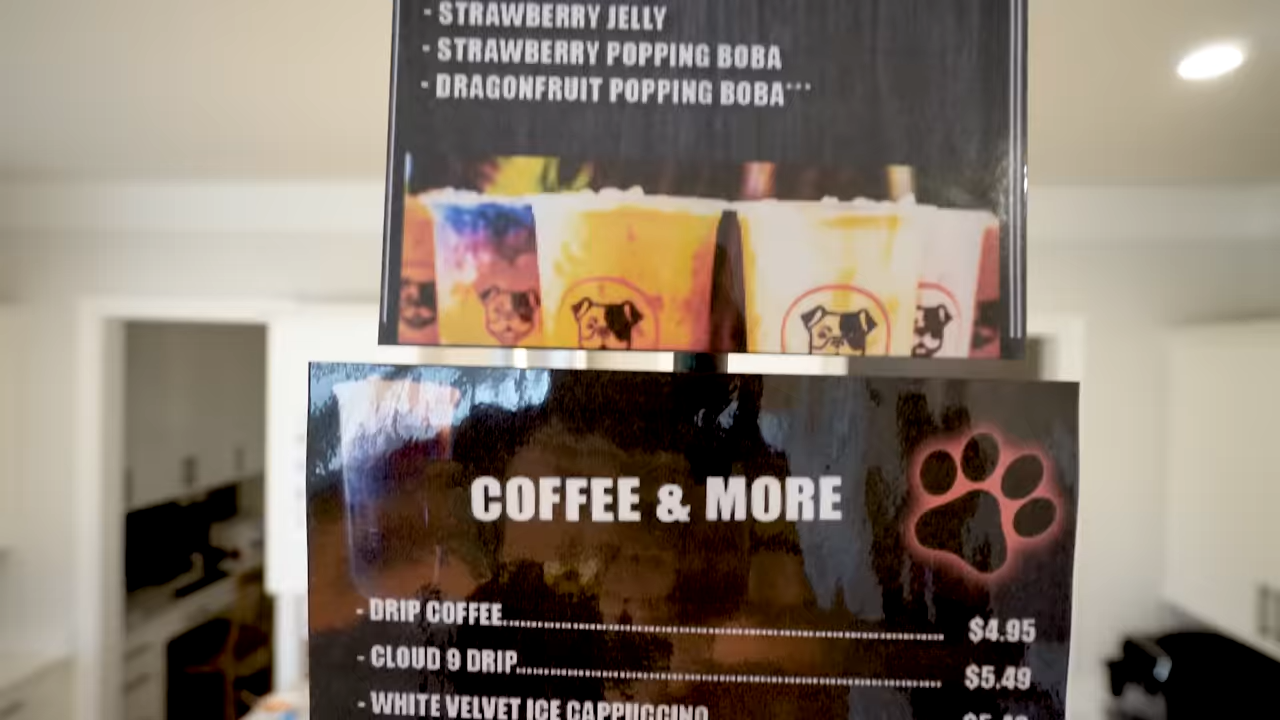 - STRAWBERRY JELLY
- STRAWBERRY POPPING BOBA
- DRAGONFRUIT POPPING BOBA***
COFFEE & MORE
- DRIP COFFEE........................ $4.95
- CLOUD 9 DRIP........................ $5.49
- WHITE VELVET ICE CAPPUCCINO